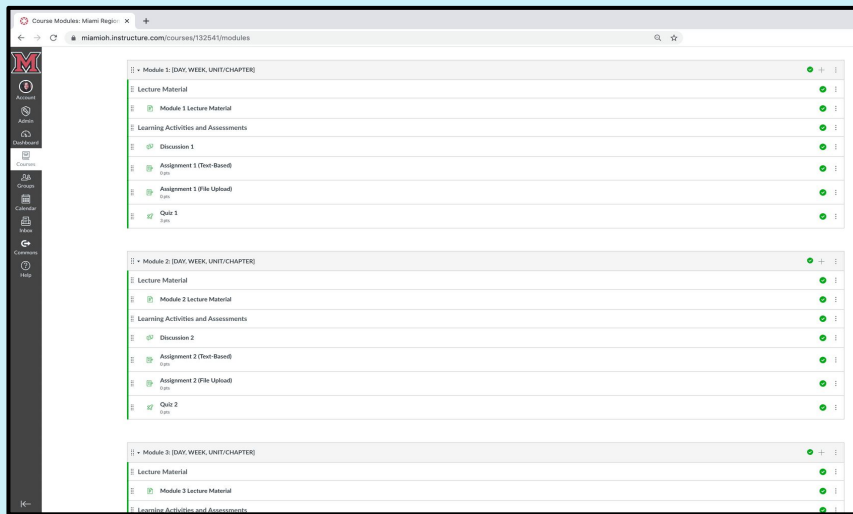 Course Modules: Miami Region
miamioh.instructure.com/courses/132541/modules
M
Account
Admin
Dashboard
Courses
Groups
Calendar
Inbox
Commons
Help
Module 1: [DAY, WEEK, UNIT/CHAPTER]
Lecture Material
Module 1 Lecture Material
Learning Activities and Assessments
Discussion 1
Assignment 1 (Text-Based)
0 pts
Assignment 1 (File Upload)
0 pts
Quiz 1
3 pts
Module 2: [DAY, WEEK, UNIT/CHAPTER]
Lecture Material
Module 2 Lecture Material
Learning Activities and Assessments
Discussion 2
Assignment 2 (Text-Based)
0 pts
Assignment 2 (File Upload)
0 pts
Quiz 2
0 pts
Module 3: [DAY, WEEK, UNIT/CHAPTER]
Lecture Material
Module 3 Lecture Material
Learning Activities and Assessments